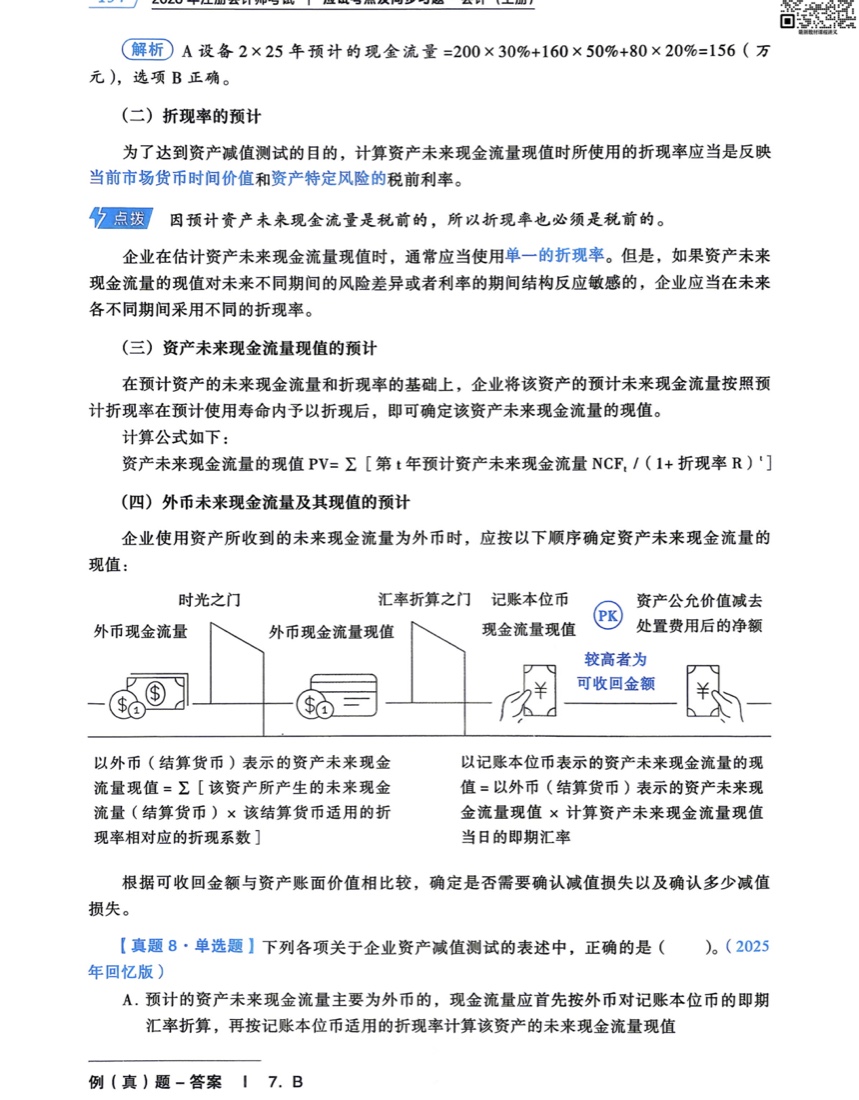 解析 A 设备 2×25 年预计的现金流量 =200×30%+160×50%+80×20%=156（万
元），选项 B 正确。
（二）折现率的预计
为了达到资产减值测试的目的，计算资产未来现金流量现值时所使用的折现率应当是反映
当前市场货币时间价值和资产特定风险的税前利率。
点拨 因预计资产未来现金流量是税前的，所以折现率也必须是税前的。
企业在估计资产未来现金流量现值时，通常应当使用单一的折现率。但是，如果资产未来
现金流量的现值对未来不同期间的风险差异或者利率的期间结构反应敏感的，企业应当在未来
各不同期间采用不同的折现率。
（三）资产未来现金流量现值的预计
在预计资产的未来现金流量和折现率的基础上，企业将该资产的预计未来现金流量按照预
计折现率在预计使用寿命内予以折现后，即可确定该资产未来现金流量的现值。
计算公式如下：
资产未来现金流量的现值 PV= ∑［第 t 年预计资产未来现金流量 NCFₜ /（1+ 折现率 R）ᵗ］
（四）外币未来现金流量及其现值的预计
企业使用资产所收到的未来现金流量为外币时，应按以下顺序确定资产未来现金流量的
现值：
时光之门 汇率折算之门 记账本位币 PK 资产公允价值减去
外币现金流量 外币现金流量现值 现金流量现值 处置费用后的净额
较高者为
可收回金额
$ 1 $ $ 1 ¥ ¥
以外币（结算货币）表示的资产未来现金
流量现值 = ∑［该资产所产生的未来现金
流量（结算货币）× 该结算货币适用的折
现率相对应的折现系数］
以记账本位币表示的资产未来现金流量的现
值 = 以外币（结算货币）表示的资产未来现
金流量现值 × 计算资产未来现金流量现值
当日的即期汇率
根据可收回金额与资产账面价值相比较，确定是否需要确认减值损失以及确认多少减值
损失。
【真题 8·单选题】下列各项关于企业资产减值测试的表述中，正确的是（ ）。（2025
年回忆版）
A. 预计的资产未来现金流量主要为外币的，现金流量应首先按外币对记账本位币的即期
汇率折算，再按记账本位币适用的折现率计算该资产的未来现金流量现值
例（真）题 – 答案 | 7. B